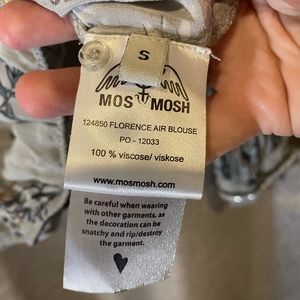 S
MOS MOSH
124850 FLORENCE AIR BLOUSE
PO - 12033
100 % viscose/ viskose
www.mosmosh.com
Be careful when wearing
with other garments, as
the decoration can be
snatchy and rip/destroy
the garment.